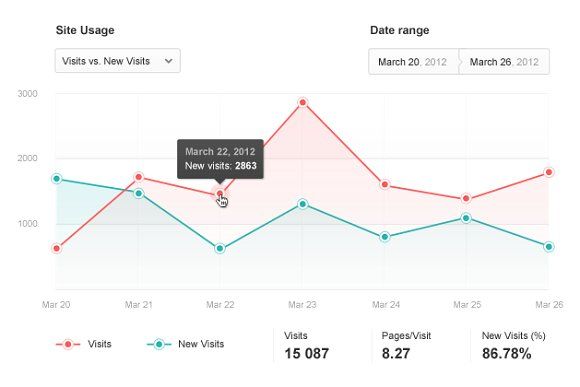 Site Usage
Date range
Visits vs. New Visits
March 20, 2012
March 26, 2012
3000
2000
1000
March 22, 2012
New visits: 2863
Mar 20
Mar 21
Mar 22
Mar 23
Mar 24
Mar 25
Mar 26
Visits
New Visits
Visits
15 087
Pages/Visit
8.27
New Visits (%)
86.78%